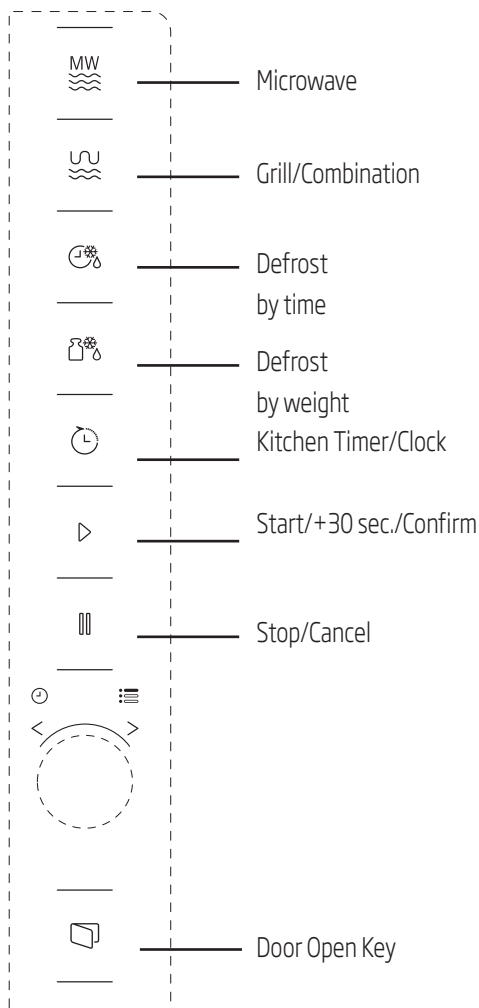 MW
Microwave
Grill/Combination
Defrost
by time
Defrost
by weight
Kitchen Timer/Clock
Start/+30 sec./Confirm
Stop/Cancel
Door Open Key